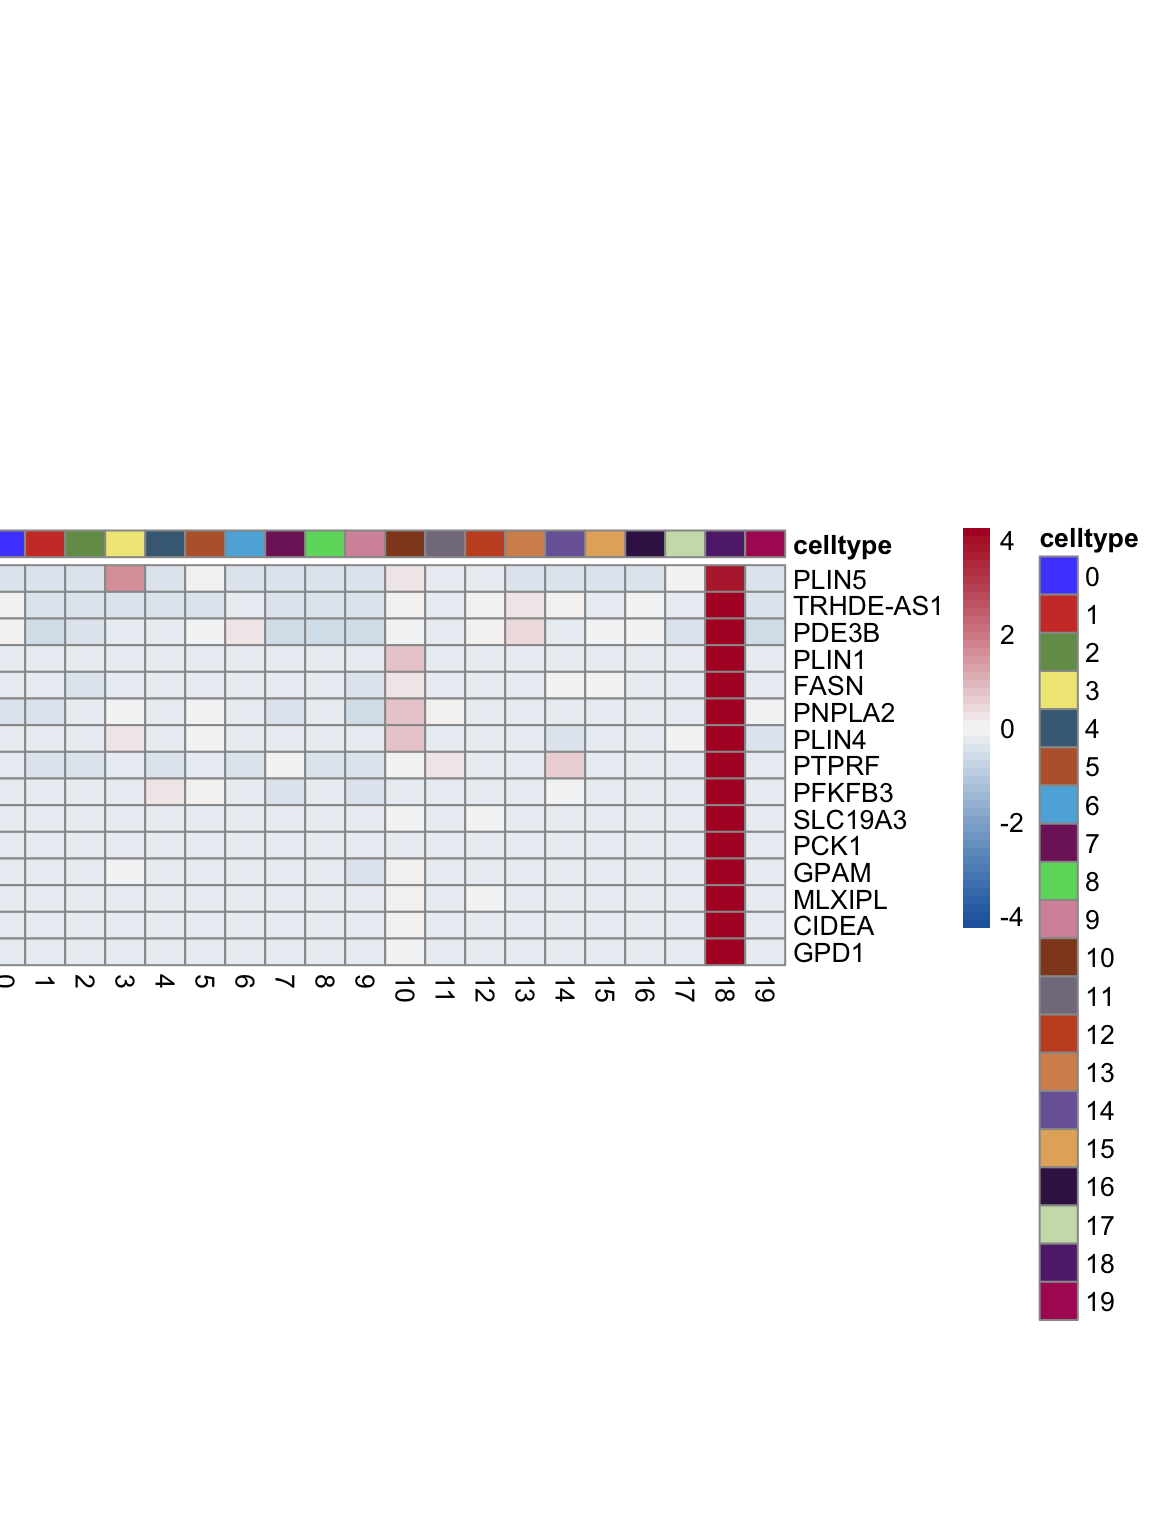 celltype
PLIN5
TRHDE-AS1
PDE3B
PLIN1
FASN
PNPLA2
PLIN4
PTPRF
PFKFB3
SLC19A3
PCK1
GPAM
MLXIPL
CIDEA
GPD1
0 1 2 3 4 5 6 7 8 9 10 11 12 13 14 15 16 17 18 19
4
2
0
-2
-4
celltype
0
1
2
3
4
5
6
7
8
9
10
11
12
13
14
15
16
17
18
19